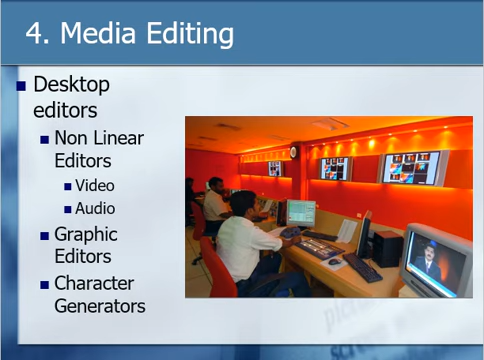 4. Media Editing
Desktop
editors
Non Linear
Editors
Video
Audio
Graphic
Editors
Character
Generators